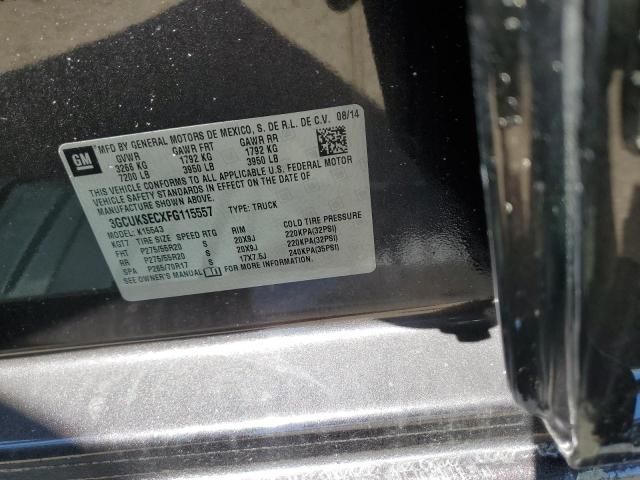 GM
MFD BY GENERAL MOTORS DE MEXICO, S. DE R.L. DE C.V. 08/14
GVWR GAWR FRT GAWR RR
3266 KG 1792 KG 1792 KG
7200 LB 3950 LB 3950 LB
THIS VEHICLE CONFORMS TO ALL APPLICABLE U.S. FEDERAL MOTOR
VEHICLE SAFETY STANDARDS IN EFFECT ON THE DATE OF
MANUFACTURE SHOWN ABOVE.
3GCUKSECXFG115557 TYPE: TRUCK
MODEL: K15543
KGT7 TIRE SIZE SPEED RTG RIM COLD TIRE PRESSURE
FHT P275/55R20 S 20X9J 220KPA(32PSI)
RR P275/55R20 S 20X9J 220KPA(32PSI)
SPA P265/70R17 S 17X7.5J 240KPA(35PSI)
SEE OWNER'S MANUAL FOR MORE INFORMATION.